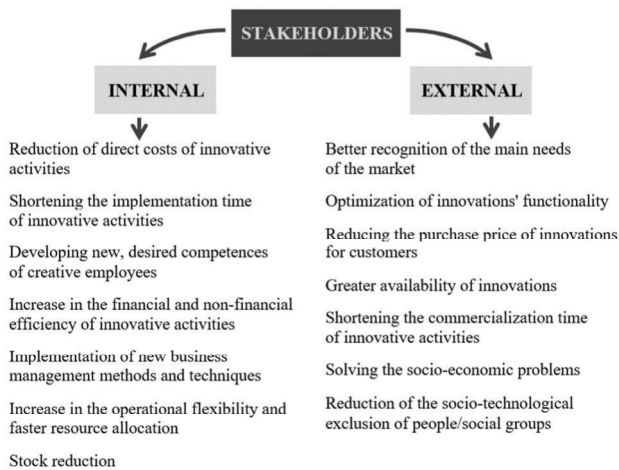 STAKEHOLDERS
INTERNAL
Reduction of direct costs of innovative
activities
Shortening the implementation time
of innovative activities
Developing new, desired competences
of creative employees
Increase in the financial and non-financial
efficiency of innovative activities
Implementation of new business
management methods and techniques
Increase in the operational flexibility and
faster resource allocation
Stock reduction
EXTERNAL
Better recognition of the main needs
of the market
Optimization of innovations' functionality
Reducing the purchase price of innovations
for customers
Greater availability of innovations
Shortening the commercialization time
of innovative activities
Solving the socio-economic problems
Reduction of the socio-technological
exclusion of people/social groups